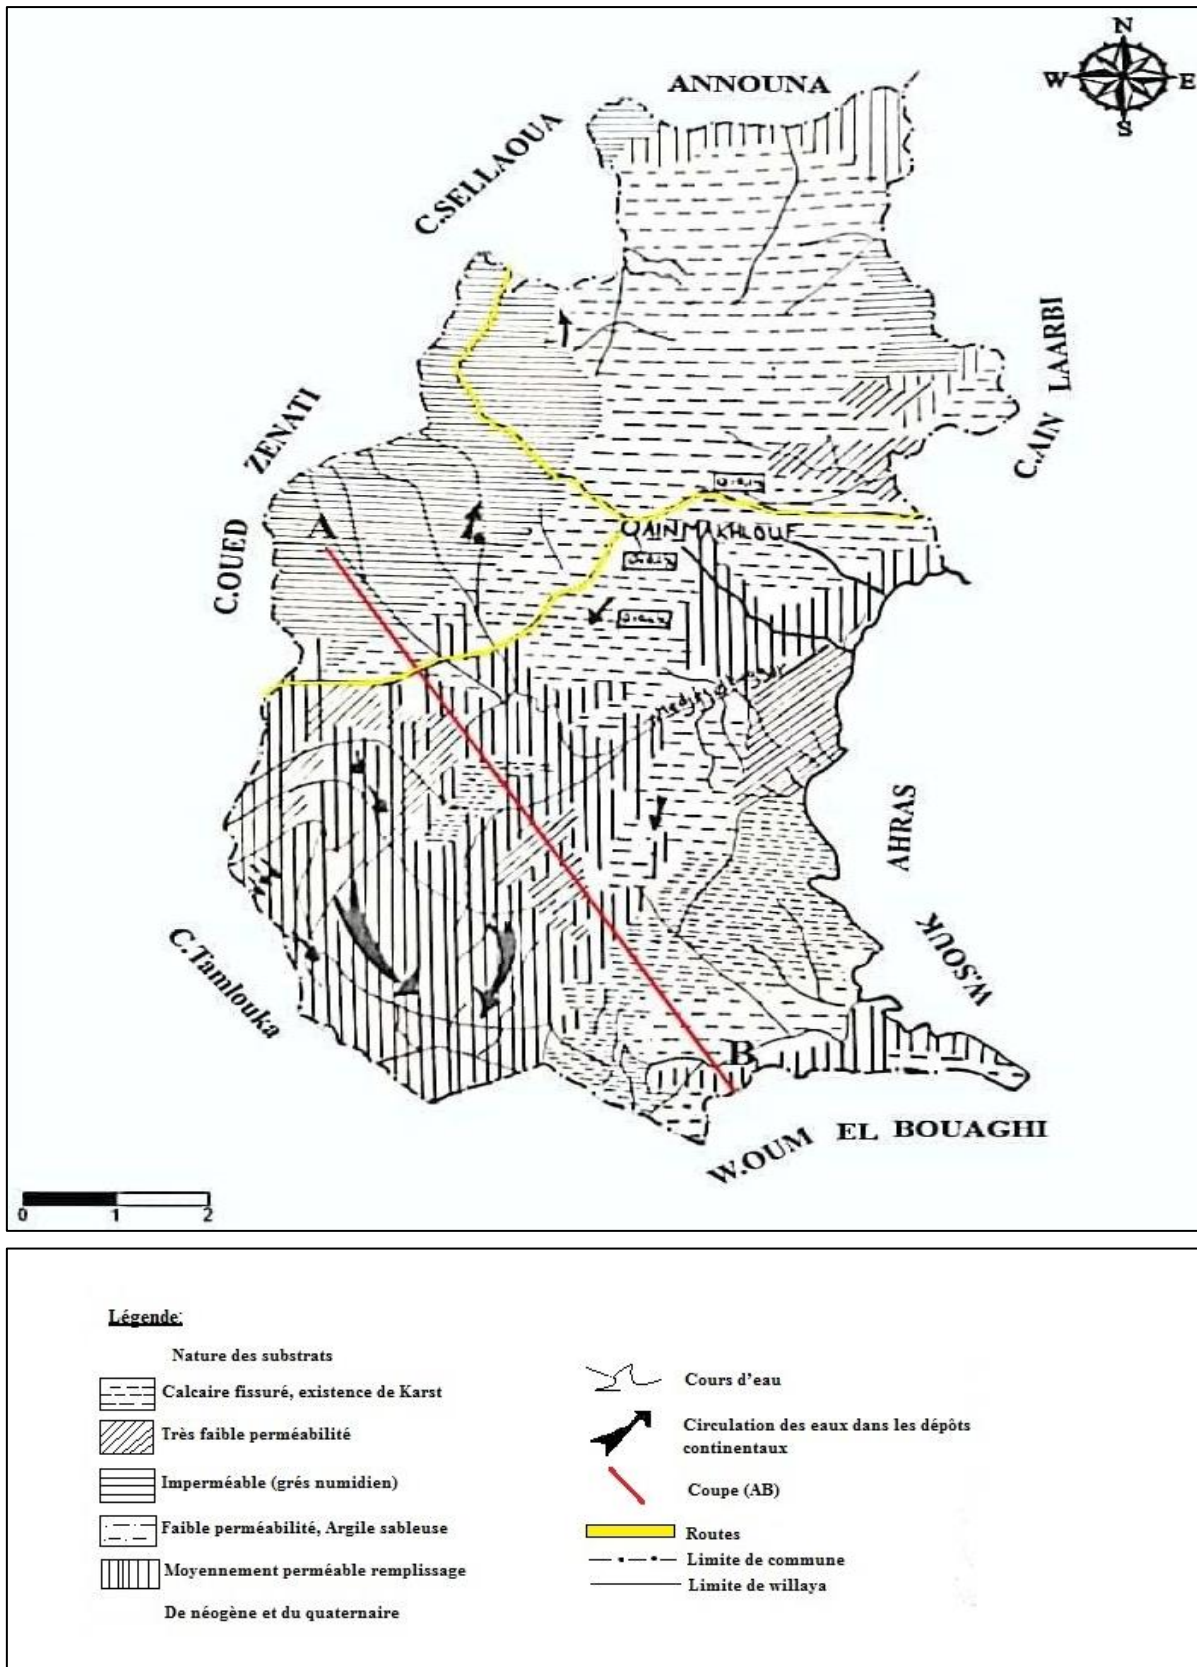 N
W E
S
ANNOUNA
C.SELLAOUA
C.AIN LAARBI
ZENATI
C.OUED
A
OAIN MAKHLOUF
AHRAS
W.SOUK
C.Tamlouka
B
W.OUM EL BOUAGHI
0 1 2
Légende:
Nature des substrats
Calcaire fissuré, existence de Karst
Très faible perméabilité
Imperméable (grés numidien)
Faible perméabilité, Argile sableuse
Moyennement perméable remplissage
De néogène et du quaternaire
Cours d’eau
Circulation des eaux dans les dépôts
continentaux
Coupe (AB)
Routes
Limite de commune
Limite de willaya